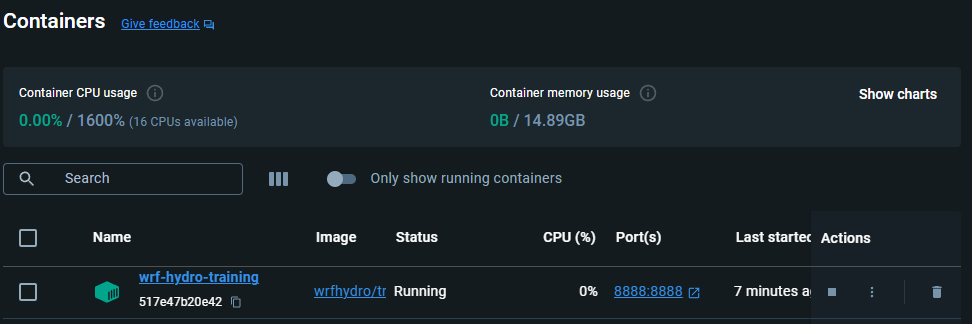 Containers Give feedback
Container CPU usage Container memory usage Show charts
0.00% / 1600% (16 CPUs available) 0B / 14.89GB
Search Only show running containers
Name Image Status CPU (%) Port(s) Last started Actions
wrf-hydro-training
wrfhydro/tr Running 0% 8888:8888 7 minutes a
517e47b20e42